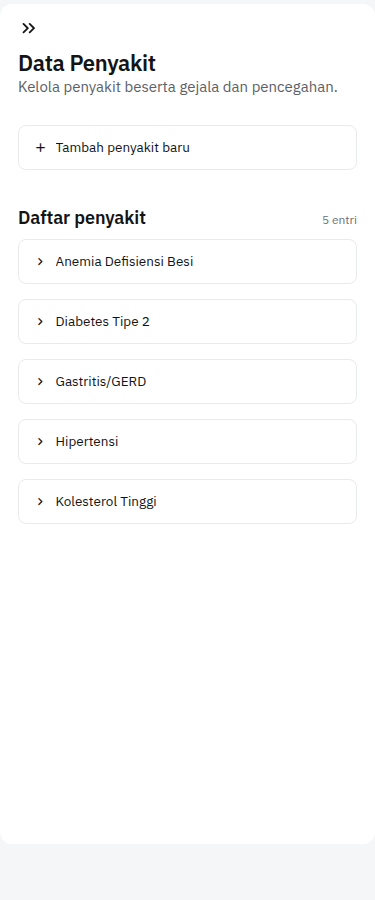 Data Penyakit
Kelola penyakit beserta gejala dan pencegahan.
Tambah penyakit baru
Daftar penyakit
5 entri
Anemia Defisiensi Besi
Diabetes Tipe 2
Gastritis/GERD
Hipertensi
Kolesterol Tinggi